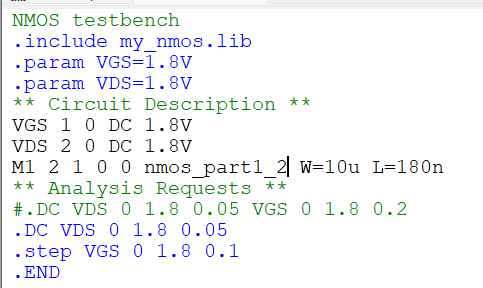 NMOS testbench
.include my_nmos.lib
.param VGS=1.8V
.param VDS=1.8V
** Circuit Description **
VGS 1 0 DC 1.8V
VDS 2 0 DC 1.8V
M1 2 1 0 0 nmos_part1_2 W=10u L=180n
** Analysis Requests **
#.DC VDS 0 1.8 0.05 VGS 0 1.8 0.2
.DC VDS 0 1.8 0.05
.step VGS 0 1.8 0.1
.END